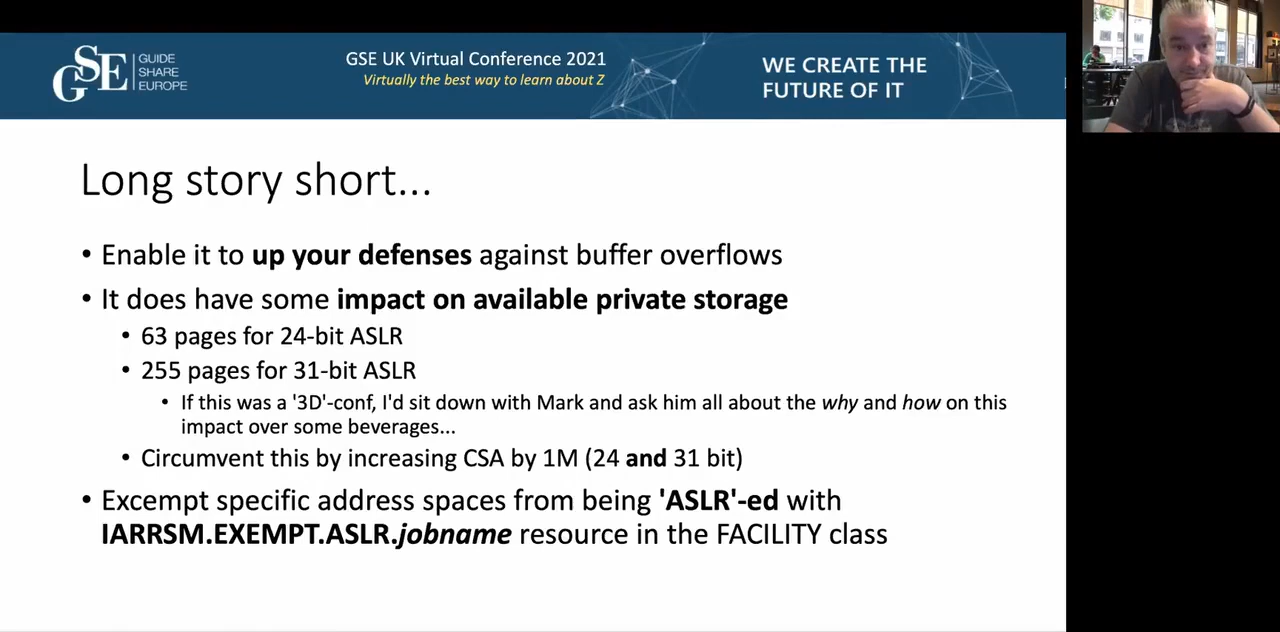 GSE
GUIDE
SHARE
EUROPE
GSE UK Virtual Conference 2021
Virtually the best way to learn about Z
WE CREATE THE
FUTURE OF IT
Long story short...
• Enable it to up your defenses against buffer overflows
• It does have some impact on available private storage
• 63 pages for 24-bit ASLR
• 255 pages for 31-bit ASLR
• If this was a '3D'-conf, I'd sit down with Mark and ask him all about the why and how on this
impact over some beverages...
• Circumvent this by increasing CSA by 1M (24 and 31 bit)
• Excempt specific address spaces from being 'ASLR'-ed with
IARRSM.EXEMPT.ASLR.jobname resource in the FACILITY class